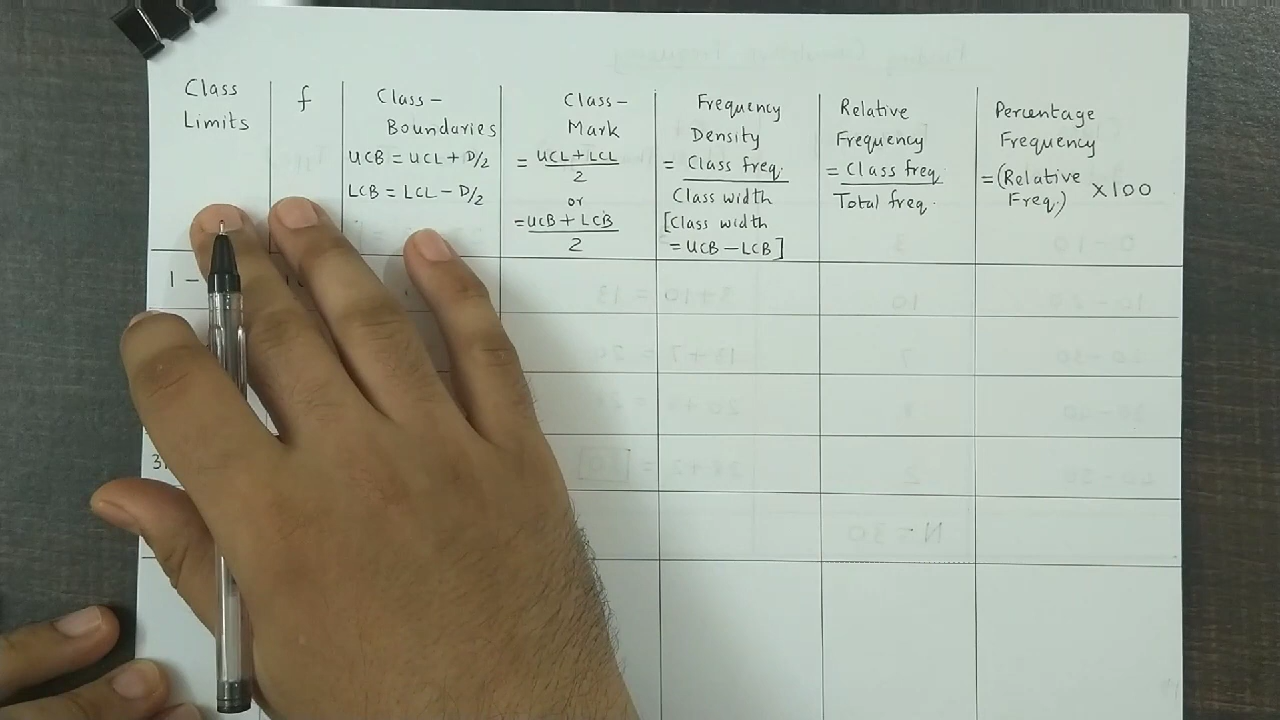 Class
Limits
f
Class-
Boundaries
UCB = UCL + D/2
LCB = LCL - D/2
Class-
Mark
= UCL + LCL
2
or
= UCB + LCB
2
Frequency
Density
= Class freq.
Class width
[Class width
= UCB - LCB]
Relative
Frequency
= Class freq
Total freq.
Percentage
Frequency
= (Relative
Freq.) X100
1 -